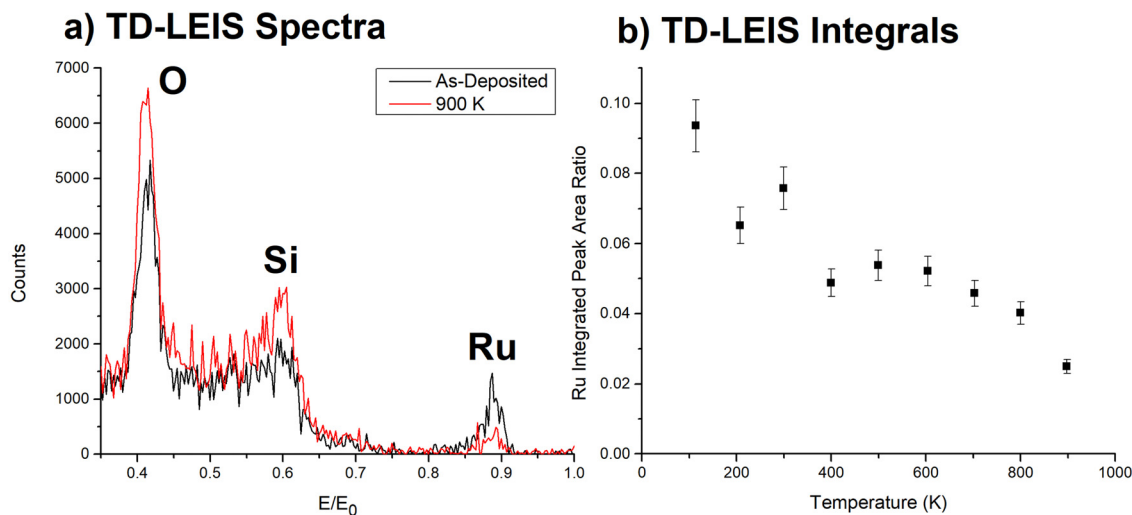 a) TD-LEIS Spectra
7000
6000
5000
4000
3000
2000
1000
0
Counts
O
Si
Ru
As-Deposited
900 K
0.4
0.5
0.6
0.7
0.8
0.9
1.0
E/E0
b) TD-LEIS Integrals
0.10
0.08
0.06
0.04
0.02
0.00
Ru Integrated Peak Area Ratio
0
200
400
600
800
1000
Temperature (K)